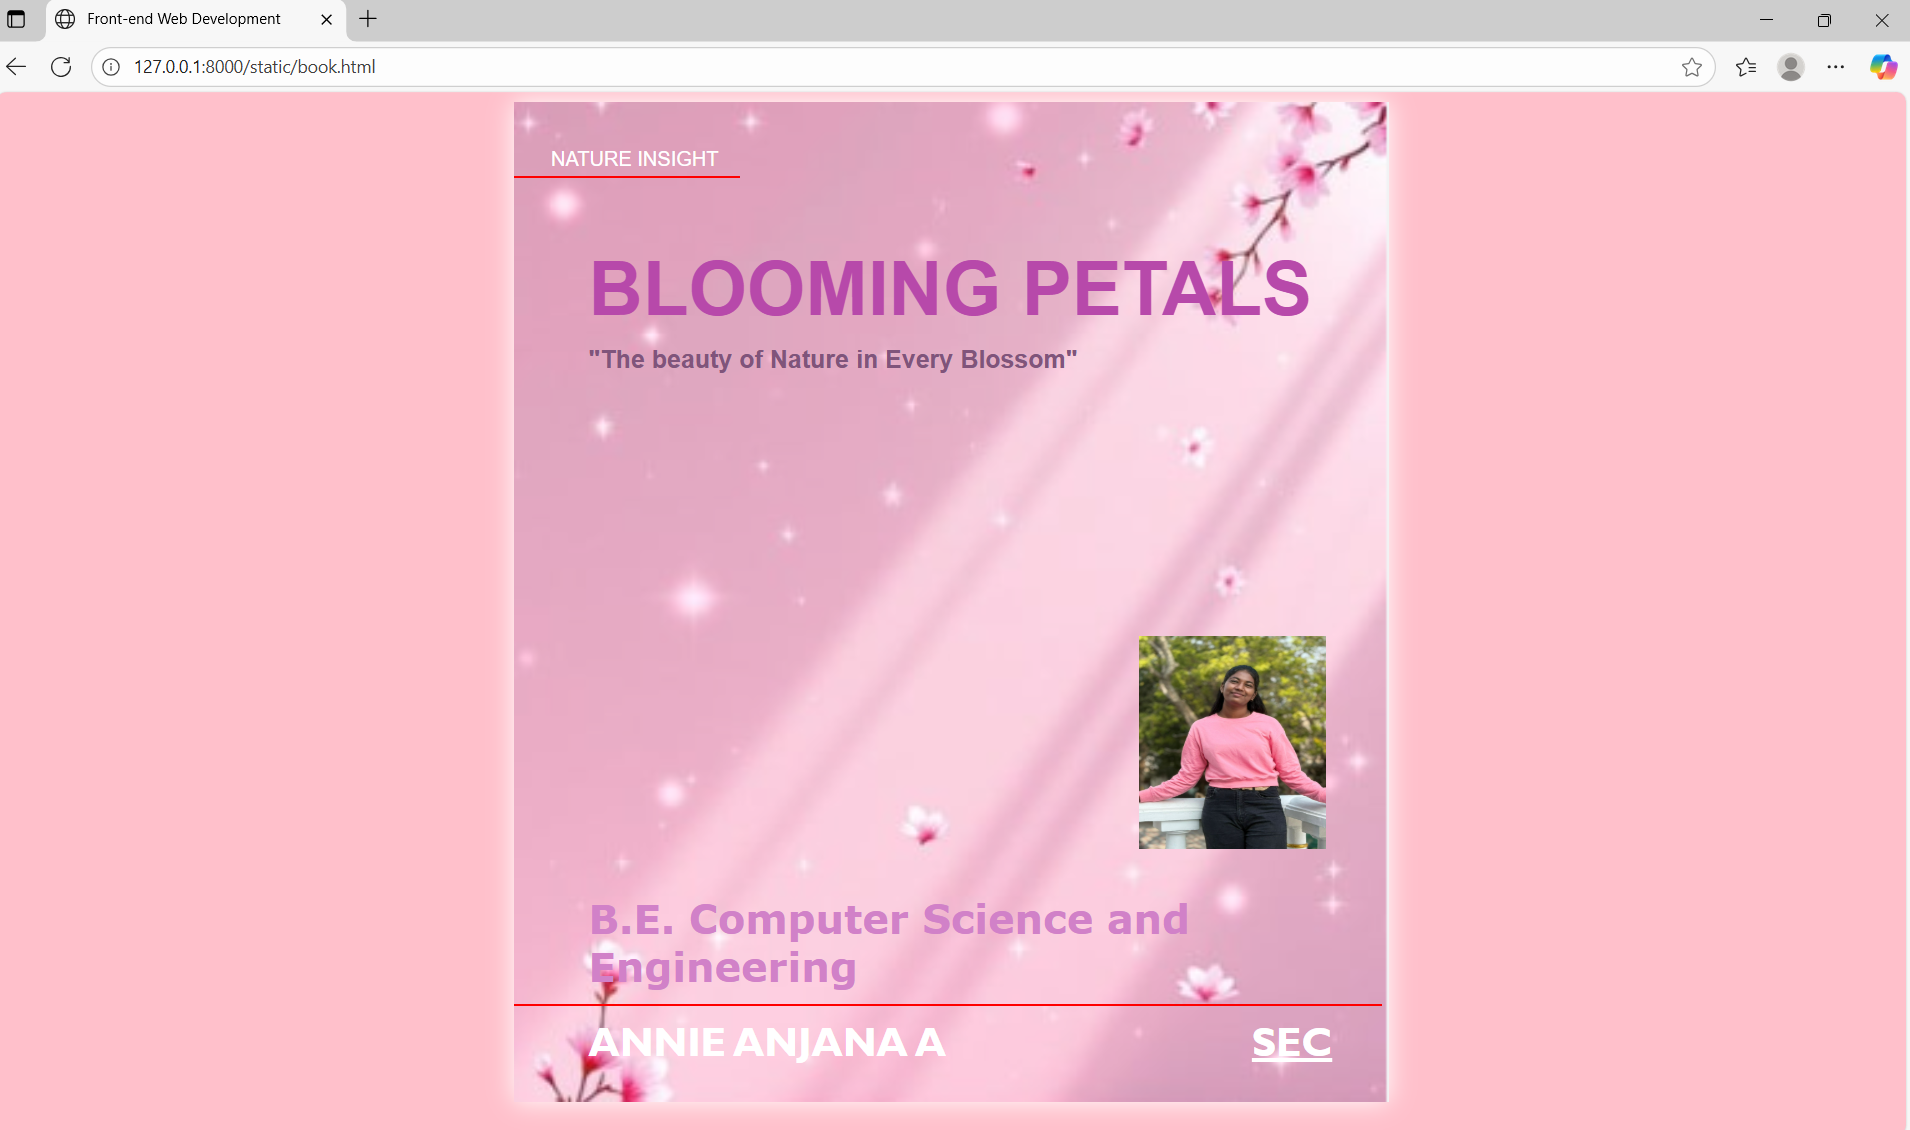 Front-end Web Development
127.0.0.1:8000/static/book.html
NATURE INSIGHT
BLOOMING PETALS
"The beauty of Nature in Every Blossom"
B.E. Computer Science and
Engineering
ANNIE ANJANA A SEC